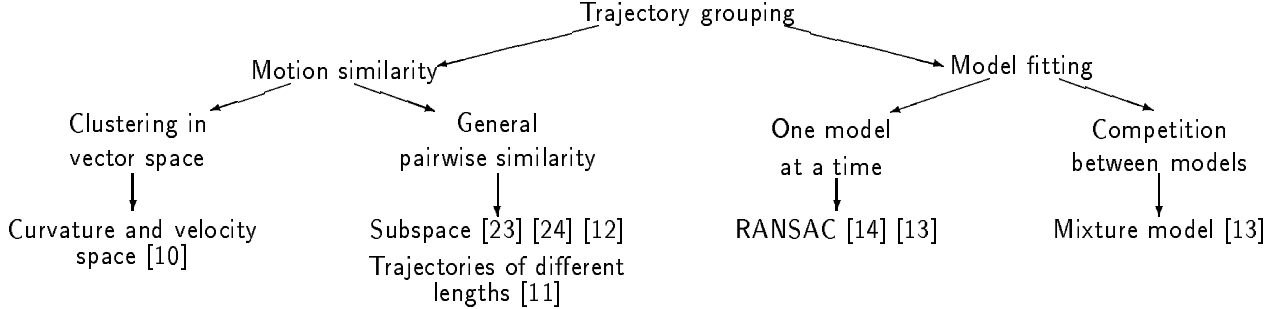 Trajectory grouping
Motion similarity
Model fitting
Clustering in
vector space
General
pairwise similarity
One model
at a time
Competition
between models
Curvature and velocity
space [10]
Subspace [23] [24] [12]
Trajectories of different
lengths [11]
RANSAC [14] [13]
Mixture model [13]